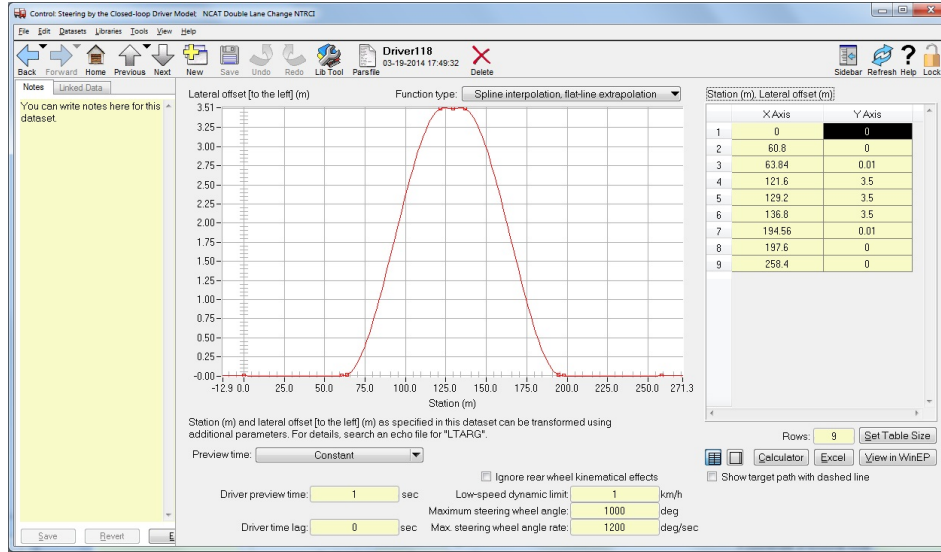 Control: Steering by the Closed-loop Driver Model; NCAT Double Lane Change NTRCI
File Edit Datasets Libraries Tools View Help
Back Forward Home Previous Next New Save Undo Redo Lib Tool Parsfile Driver118 03-19-2014 17:49:32 Delete Sidebar Refresh Help Lock
Notes Linked Data
You can write notes here for this dataset.
Save Revert E
Lateral offset [to the left] (m) Function type: Spline interpolation, flat-line extrapolation
3.51
3.25
3.00
2.75
2.50
2.25
2.00
1.75
1.50
1.25
1.00
0.75
0.50
0.25
-0.00
-12.9 0.0 25.0 50.0 75.0 100.0 125.0 150.0 175.0 200.0 225.0 250.0 271.3
Station (m)
Station (m) and lateral offset [to the left] (m) as specified in this dataset can be transformed using
additional parameters. For details, search an echo file for "LTARG".
Preview time: Constant
Ignore rear wheel kinematical effects
Driver preview time: 1 sec Low-speed dynamic limit: 1 km/h
Maximum steering wheel angle: 1000 deg
Driver time lag: 0 sec Max. steering wheel angle rate: 1200 deg/sec
Station (m), Lateral offset (m)
X Axis Y Axis
1 0 0
2 60.8 0
3 63.84 0.01
4 121.6 3.5
5 129.2 3.5
6 136.8 3.5
7 194.56 0.01
8 197.6 0
9 258.4 0
Rows: 9 Set Table Size
Calculator Excel View in WinEP
Show target path with dashed line